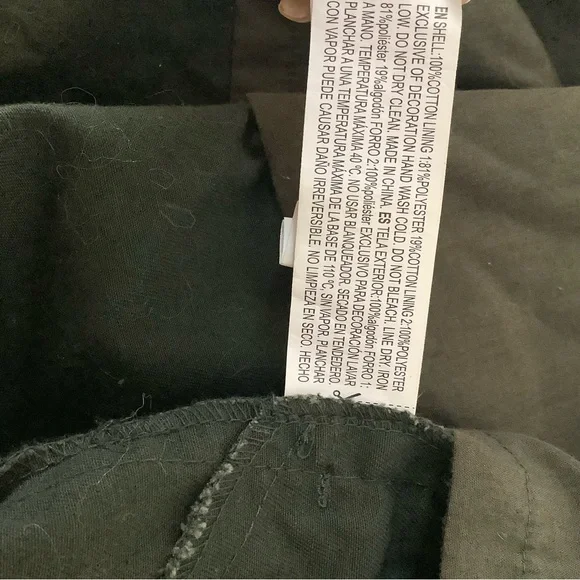 EN SHELL:100%COTTON LINING 1:81%POLYESTER 19%COTTON LINING 2:100%POLYESTER
EXCLUSIVE OF DECORATION HAND WASH COLD. DO NOT BLEACH. LINE DRY. IRON
LOW. DO NOT DRY CLEAN. MADE IN CHINA. ES TELA EXTERIOR:100%algodón FORRO 1:
81%poliéster 19%algodón FORRO 2:100%poliéster EXCLUSIVO PARA DECORACIÓN LAVAR
A MANO. TEMPERATURA MÁXIMA 40 ºC. NO USAR BLANQUEADOR. SECADO EN TENDEDERO.
PLANCHAR A UNA TEMPERATURA MÁXIMA DE LA BASE DE 110 ºC, SIN VAPOR. PLANCHAR
CON VAPOR PUEDE CAUSAR DAÑO IRREVERSIBLE. NO LIMPIEZA EN SECO. HECHO